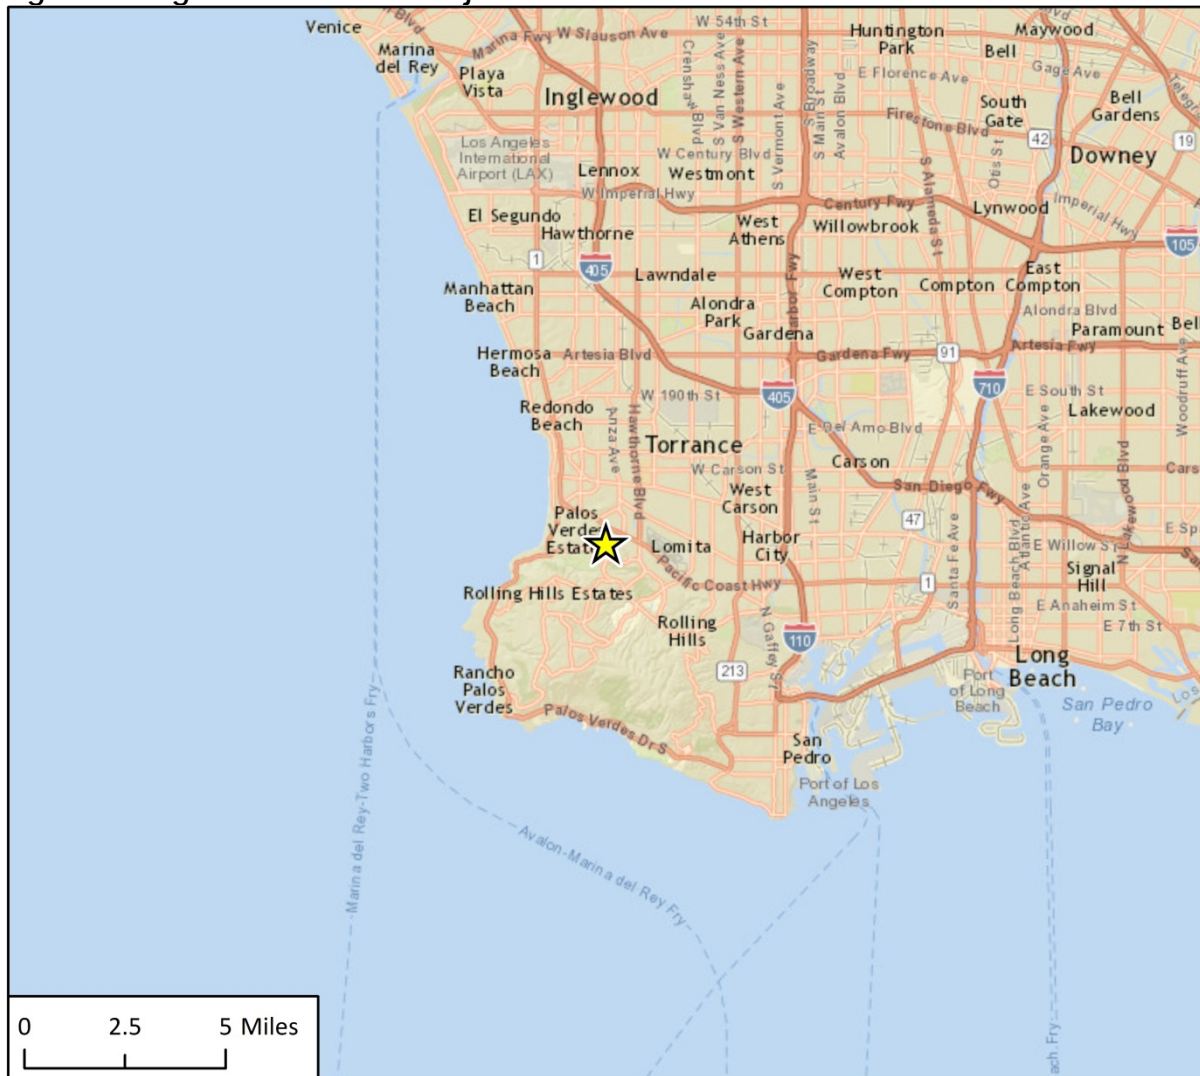 Venice
Marina
del Rey
Playa
Vista
Marina Fwy
W Slauson Ave
W 54th St
Huntington
Park
Maywood
Bell
Gage Ave
E Florence Ave
Inglewood
Crenshaw Blvd
S Van Ness Ave
S Western Ave
S Vermont Ave
S Broadway
S Main St
Avalon Blvd
South
Gate
Bell
Gardens
Firestone Blvd
42
19
Otis St
Downey
Los Angeles
International
Airport (LAX)
W Century Blvd
Lennox
Westmont
W Imperial Hwy
Century Fwy
S Alameda St
Lynwood
Imperial Hwy
105
El Segundo
Hawthorne
West
Athens
Willowbrook
1
405
Lawndale
Harbor Fwy
West
Compton
Compton
East
Compton
Manhattan
Beach
Alondra
Park
Gardena
Alondra Blvd
Paramount
Hermosa
Beach
Artesia Blvd
Gardena Fwy
91
Artesia Fwy
Woodruff Ave
W 190th St
405
710
E South St
Redondo
Beach
Anza Ave
Hawthorne Blvd
E Del Amo Blvd
Lakewood
Torrance
Carson
W Carson St
Main St
Orange Ave
N Lakewood Blvd
West
Carson
San Diego Fwy
47
Palos
Verdes
Lomita
Harbor
City
Santa Fe Ave
Long Beach Blvd
Atlantic Ave
E Willow St
Signal
Hill
Pacific Coast Hwy
1
Rolling Hills Estates
E Anaheim St
E 7th St
Rolling
Hills
N Gaffey St
110
213
Long
Beach
Rancho
Palos
Verdes
Port
of Long
Beach
San Pedro
Bay
Palos Verdes Dr S
San
Pedro
Port of Los
Angeles
Marina del Rey-Two Harbors Fry
Avalon-Marina del Rey Fry
0 2.5 5 Miles